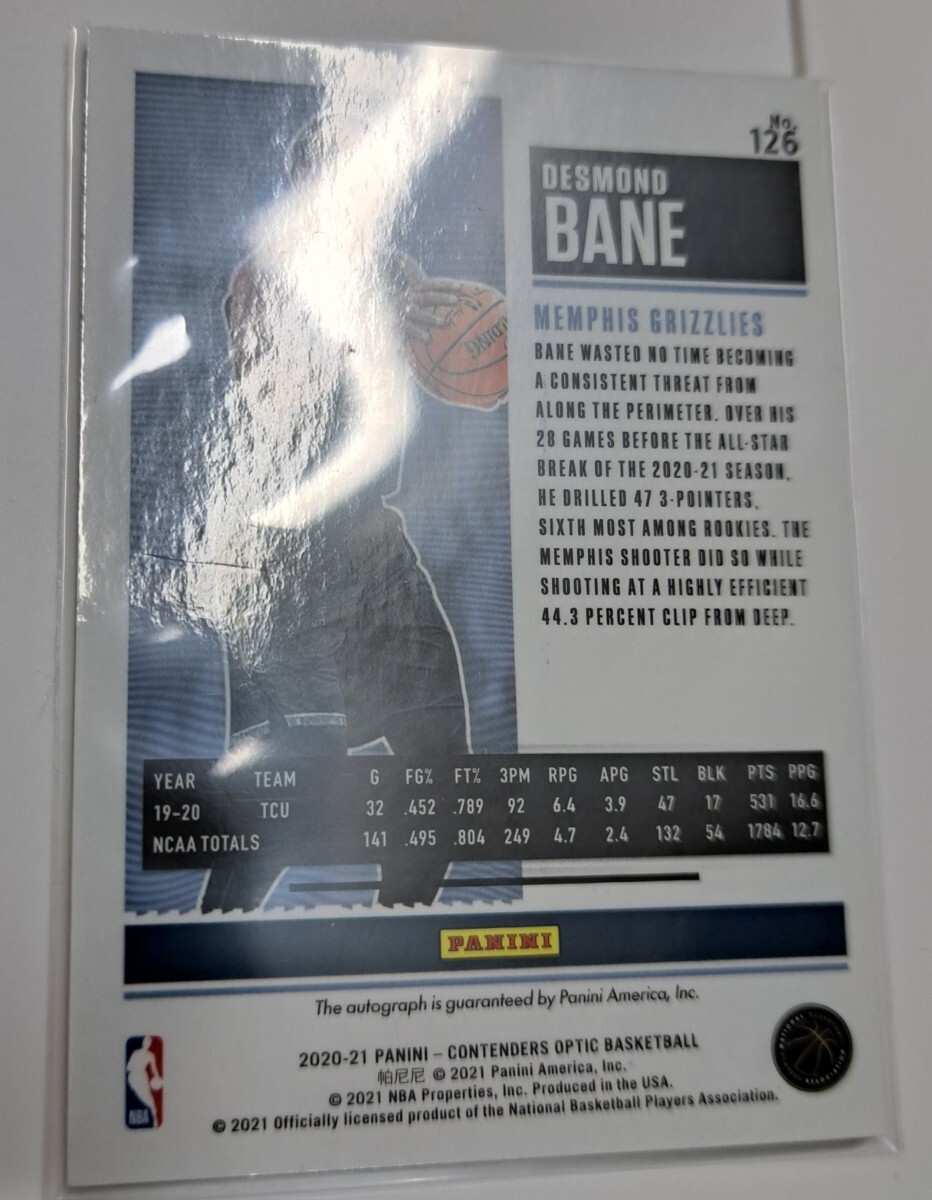 No.
126
DESMOND
BANE
MEMPHIS GRIZZLIES
BANE WASTED NO TIME BECOMING
A CONSISTENT THREAT FROM
ALONG THE PERIMETER. OVER HIS
28 GAMES BEFORE THE ALL-STAR
BREAK OF THE 2020-21 SEASON,
HE DRILLED 47 3-POINTERS,
SIXTH MOST AMONG ROOKIES. THE
MEMPHIS SHOOTER DID SO WHILE
SHOOTING AT A HIGHLY EFFICIENT
44.3 PERCENT CLIP FROM DEEP.
SPALDING
YEAR TEAM G FG% FT% 3PM RPG APG STL BLK PTS PPG
19-20 TCU 32 .452 .789 92 6.4 3.9 47 17 531 16.6
NCAA TOTALS 141 .495 .804 249 4.7 2.4 132 54 1784 12.7
PANINI
The autograph is guaranteed by Panini America, Inc.
2020-21 PANINI – CONTENDERS OPTIC BASKETBALL
帕尼尼 © 2021 Panini America, Inc.
© 2021 NBA Properties, Inc. Produced in the USA.
© 2021 Officially licensed product of the National Basketball Players Association.
NBA